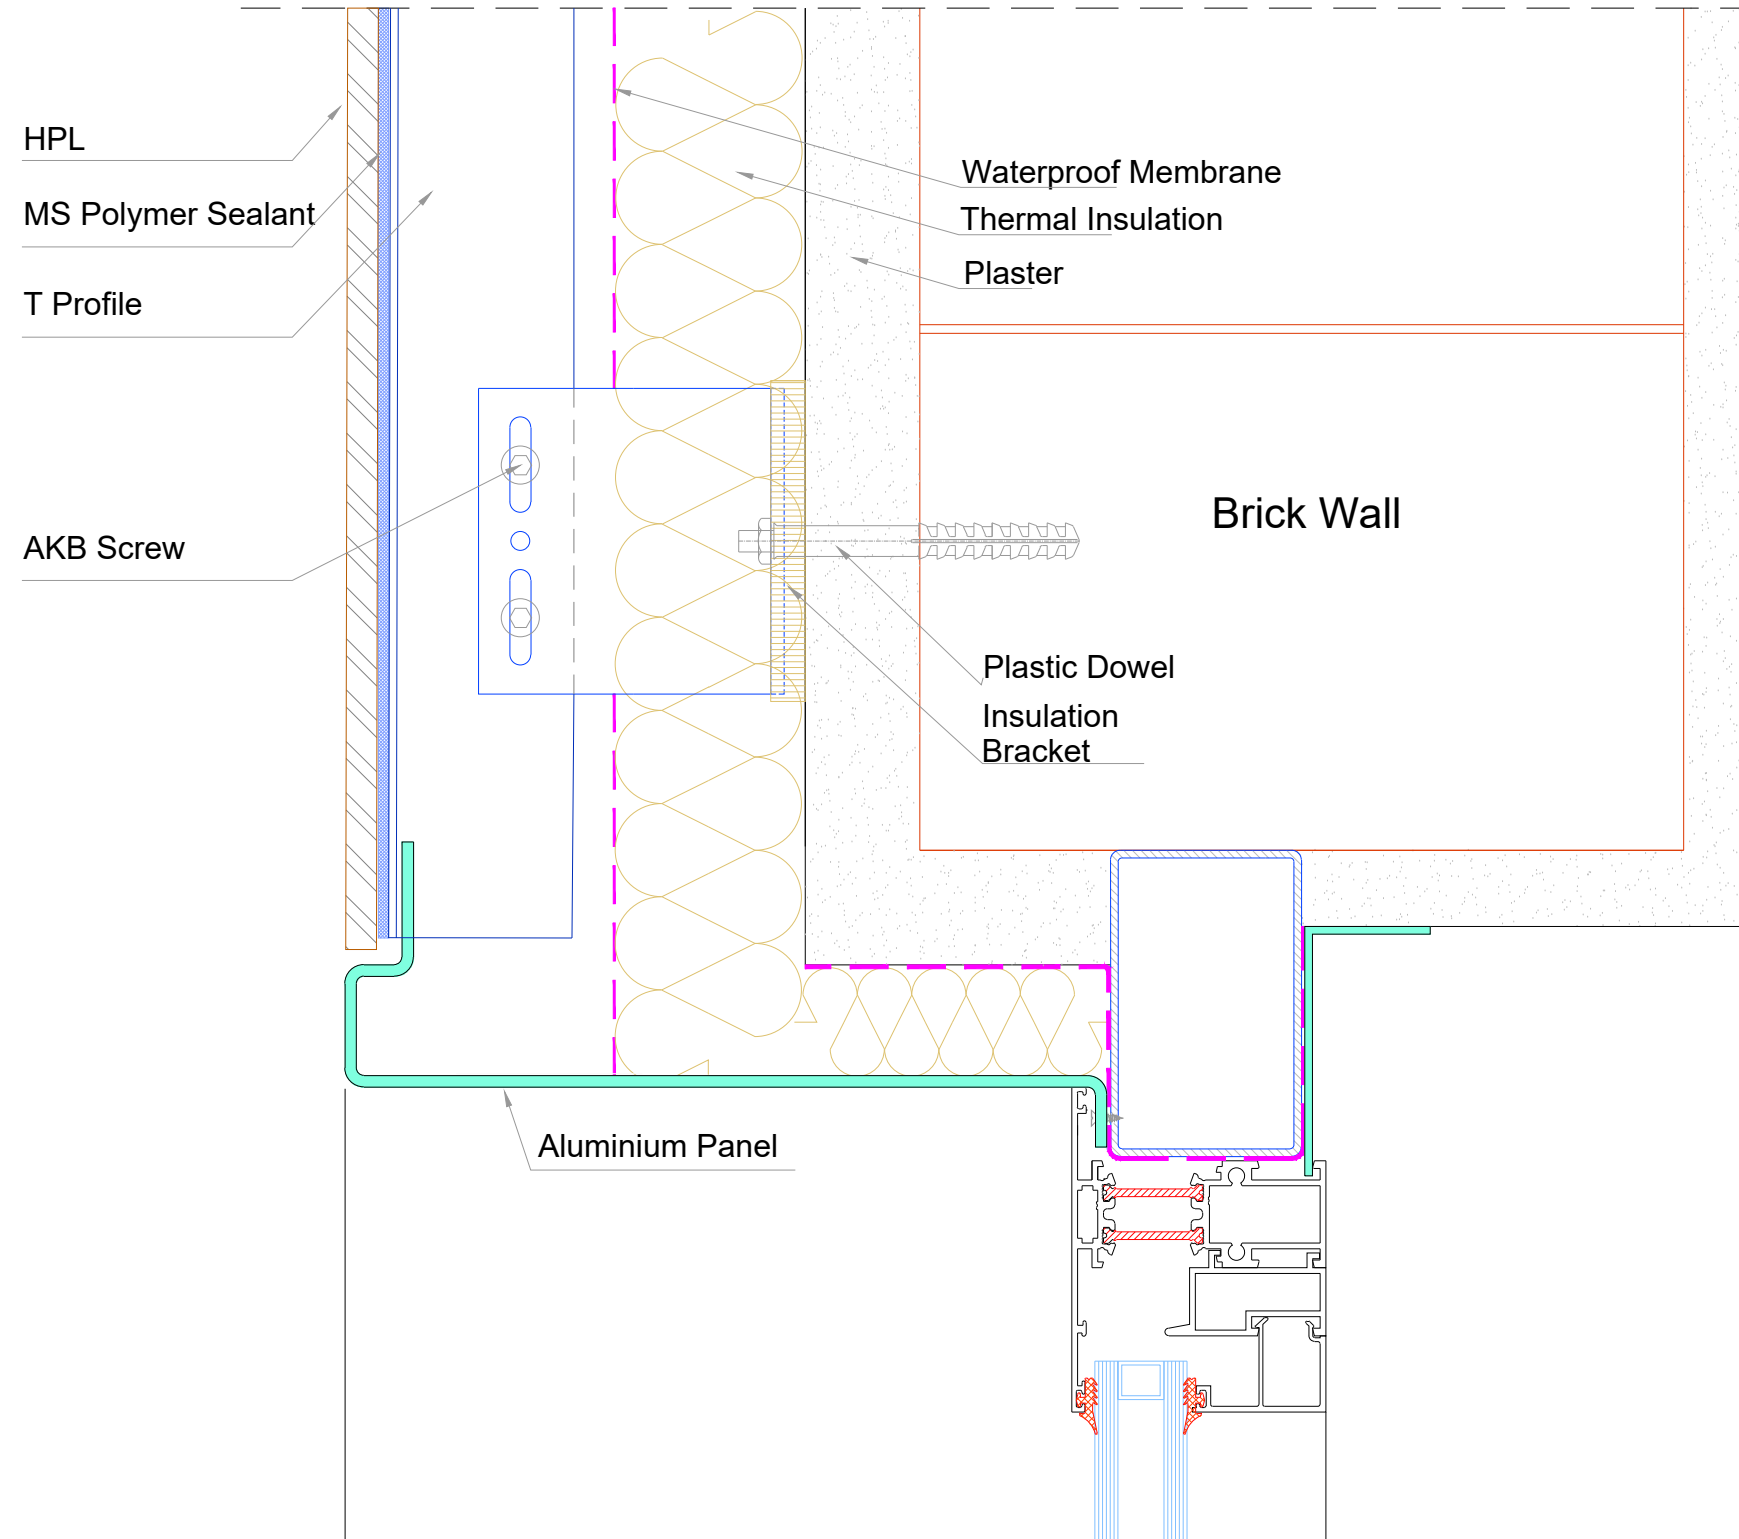 HPL
MS Polymer Sealant
T Profile
AKB Screw
Waterproof Membrane
Thermal Insulation
Plaster
Brick Wall
Plastic Dowel
Insulation
Bracket
Aluminium Panel